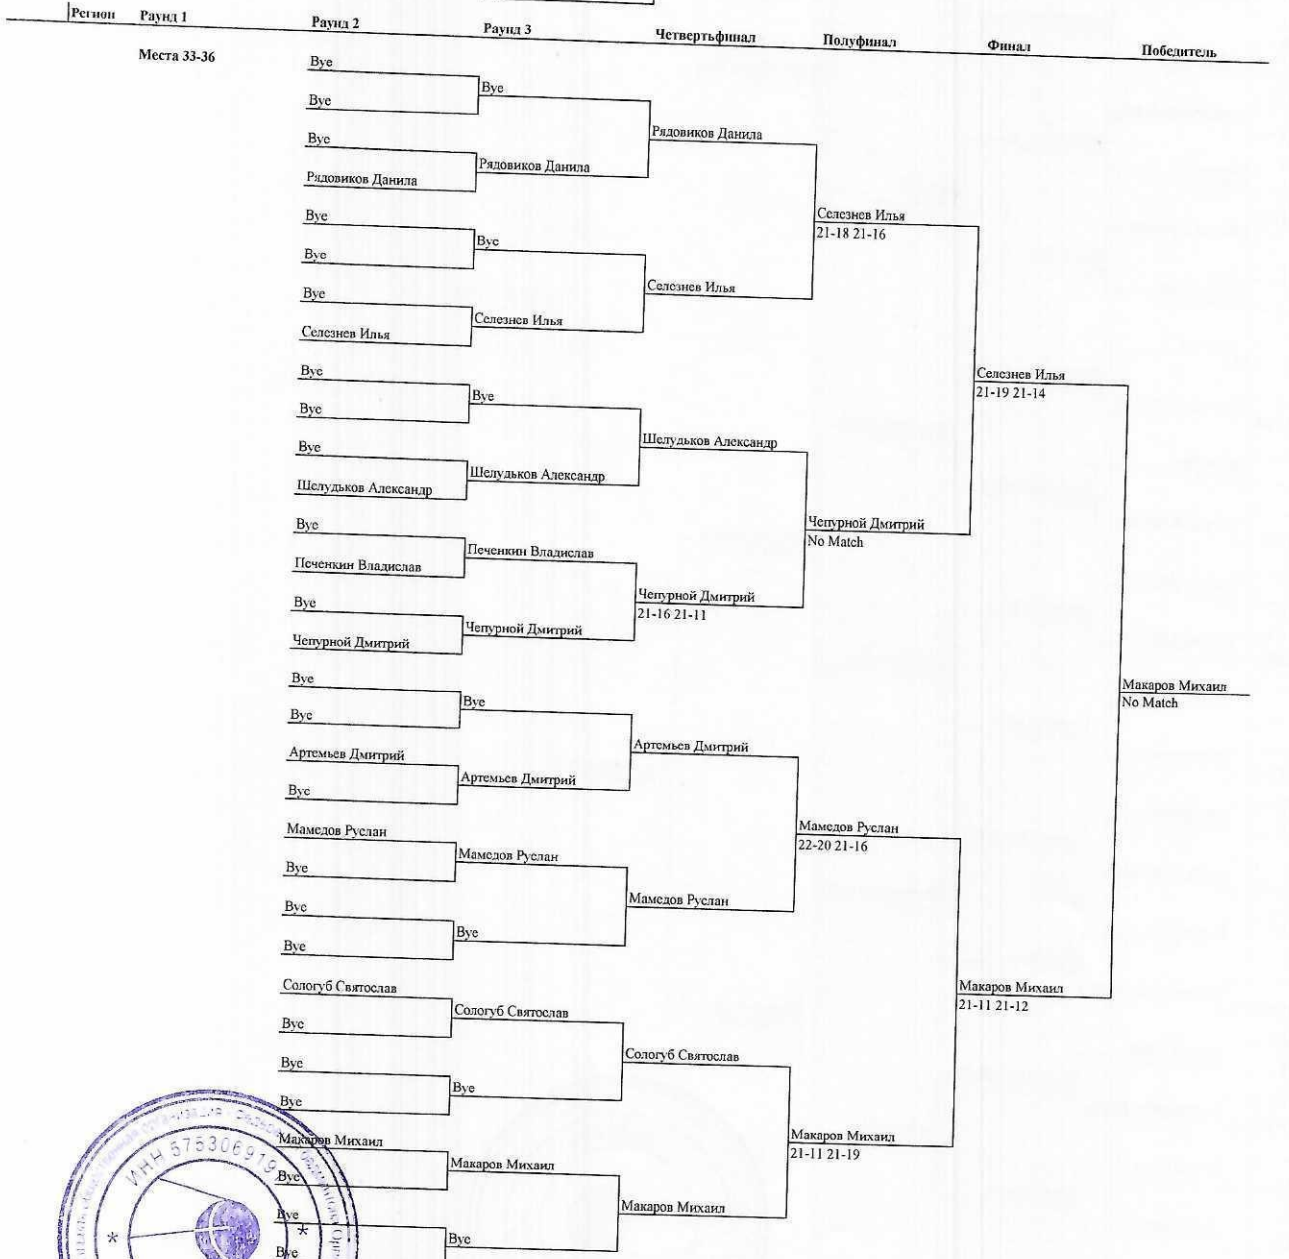 Регион Раунд 1 Раунд 2 Раунд 3 Четвертьфинал Полуфинал Финал Победитель
Места 33-36
Bye
Bye
Bye
Bye
Рядовиков Данила
Рядовиков Данила
Рядовиков Данила
Bye
Bye
Bye
Bye
Селезнев Илья
Селезнев Илья
Селезнев Илья
Селезнев Илья
21-18 21-16
Bye
Bye
Bye
Bye
Шелудьков Александр
Шелудьков Александр
Шелудьков Александр
Bye
Печенкин Владислав
Печенкин Владислав
Bye
Чепурной Дмитрий
Чепурной Дмитрий
Чепурной Дмитрий
21-16 21-11
Чепурной Дмитрий
No Match
Селезнев Илья
21-19 21-14
Bye
Bye
Bye
Артемьев Дмитрий
Bye
Артемьев Дмитрий
Артемьев Дмитрий
Мамедов Руслан
Bye
Мамедов Руслан
Bye
Bye
Bye
Мамедов Руслан
Мамедов Руслан
22-20 21-16
Сологуб Святослав
Bye
Сологуб Святослав
Bye
Bye
Bye
Сологуб Святослав
Макаров Михаил
Bye
Макаров Михаил
Bye
Bye
Bye
Макаров Михаил
Макаров Михаил
21-11 21-19
Макаров Михаил
21-11 21-12
Макаров Михаил
No Match
ИНН 575306919